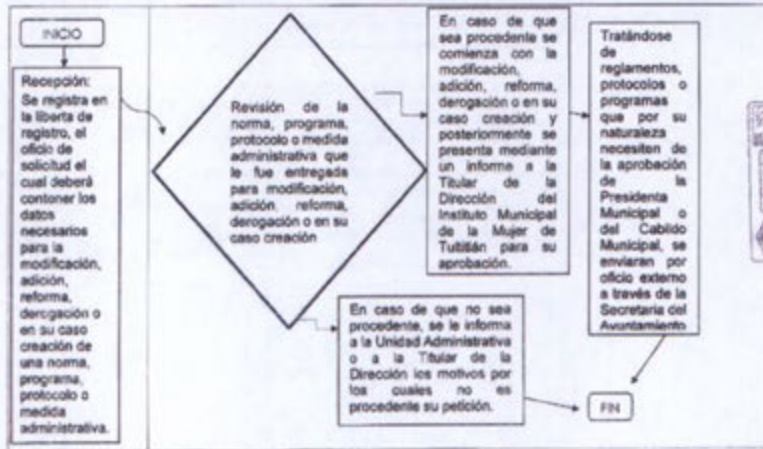 INICIO
Recepción:
Se registra en
la liberta de
registro, el
oficio de
solicitud el
cual deberá
contener los
datos
necesarios
para la
modificación,
adición,
reforma,
derogación o
en su caso
creación de
una norma,
programa,
protocolo o
medida
administrativa.
Revisión de la
norma, programa,
protocolo o medida
administrativa que
le fue entregada
para modificación,
adición reforma,
derogación o en su
caso creación
En caso de que
sea procedente se
comienza con la
modificación,
adición, reforma,
derogación o en su
caso creación y
posteriormente se
presenta mediante
un informe a la
Titular de la
Dirección del
Instituto Municipal
de la Mujer de
Tultitlán para su
aprobación.
Tratándose
de
reglamentos,
protocolos o
programas
que por su
naturaleza
necesiten de
la aprobación
de la
Presidenta
Municipal o
del Cabildo
Municipal, se
enviaran por
oficio externo
a través de la
Secretaria del
Ayuntamiento
En caso de que no sea
procedente, se le informa
a la Unidad Administrativa
o a la Titular de la
Dirección los motivos por
los cuales no es
procedente su petición.
FIN